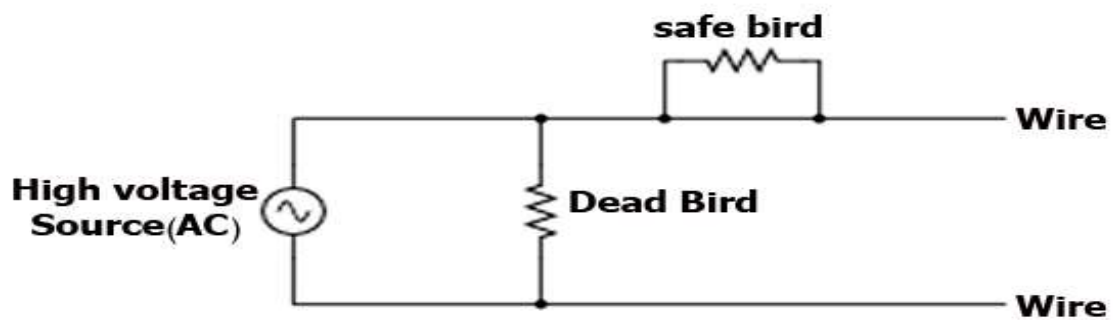 safe bird
Wire
High voltage
Source(AC)
Dead Bird
Wire